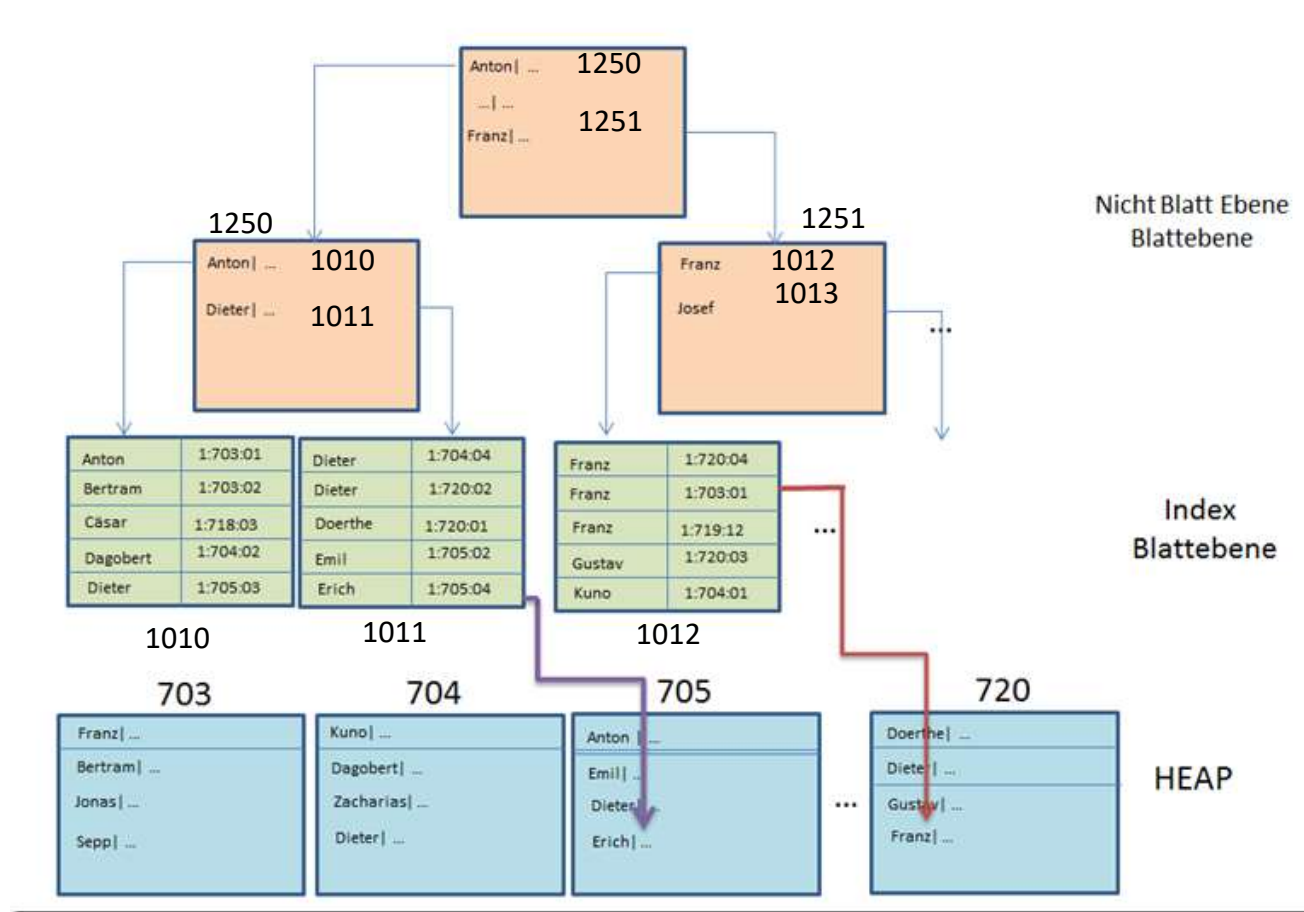 Anton| ... 1250
...| ...
Franz| ... 1251
1250
1251
Nicht Blatt Ebene
Blattebene
Anton| ... 1010
Dieter| ... 1011
Franz 1012
Josef 1013
...
Anton 1:703:01
Bertram 1:703:02
Cäsar 1:718:03
Dagobert 1:704:02
Dieter 1:705:03
Dieter 1:704:04
Dieter 1:720:02
Doerthe 1:720:01
Emil 1:705:02
Erich 1:705:04
Franz 1:720:04
Franz 1:703:01
Franz 1:719:12
Gustav 1:720:03
Kuno 1:704:01
...
Index
Blattebene
1010
1011
1012
703
704
705
720
Franz| ...
Bertram| ...
Jonas| ...
Sepp| ...
Kuno| ...
Dagobert| ...
Zacharias| ...
Dieter| ...
Anton | ...
Emil| ...
Dieter| ...
Erich| ...
...
Doerthe| ...
Dieter| ...
Gustav| ...
Franz| ...
HEAP